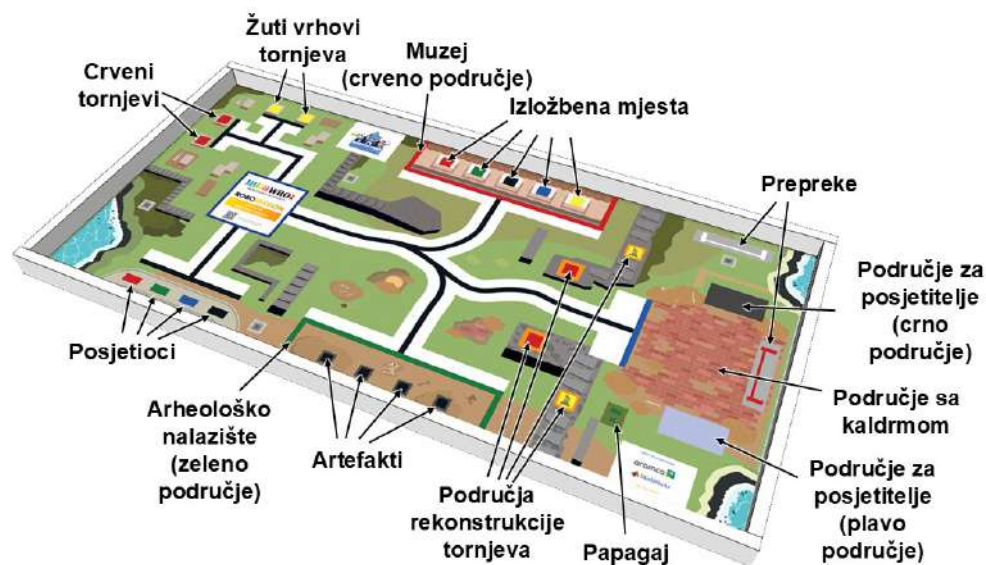 Žuti vrhovi
tornjeva
Crveni
tornjevi
Muzej
(crveno područje)
Izložbena mjesta
Prepreke
Područje za
posjetitelje
(crno
područje)
Područje sa
kaldrmom
Područje za
posjetitelje
(plavo
područje)
Posjetioci
Arheološko
nalazište
(zeleno
područje)
Artefakti
Područja
rekonstrukcije
tornjeva
Papagaj
aramco